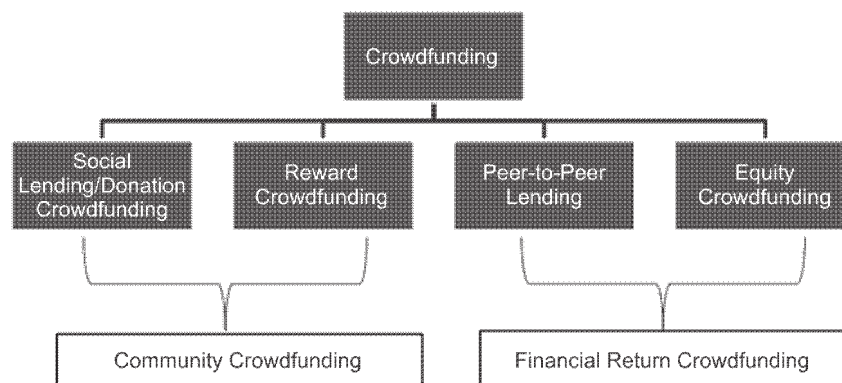 Crowdfunding
Social
Lending/Donation
Crowdfunding
Reward
Crowdfunding
Peer-to-Peer
Lending
Equity
Crowdfunding
Community Crowdfunding
Financial Return Crowdfunding